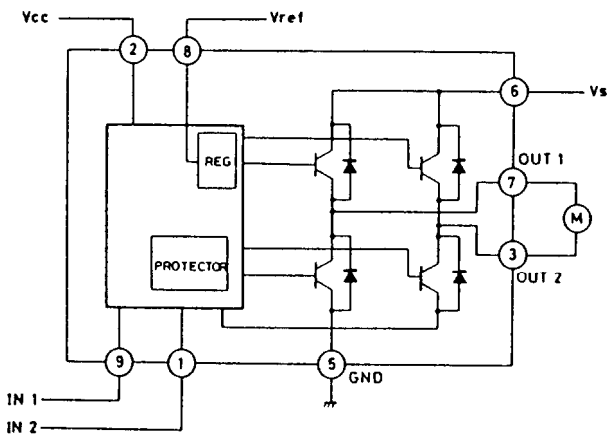 Vcc
Vref
2
8
6
Vs
REG
OUT 1
7
M
PROTECTOR
3
OUT 2
9
1
5
GND
IN 1
IN 2